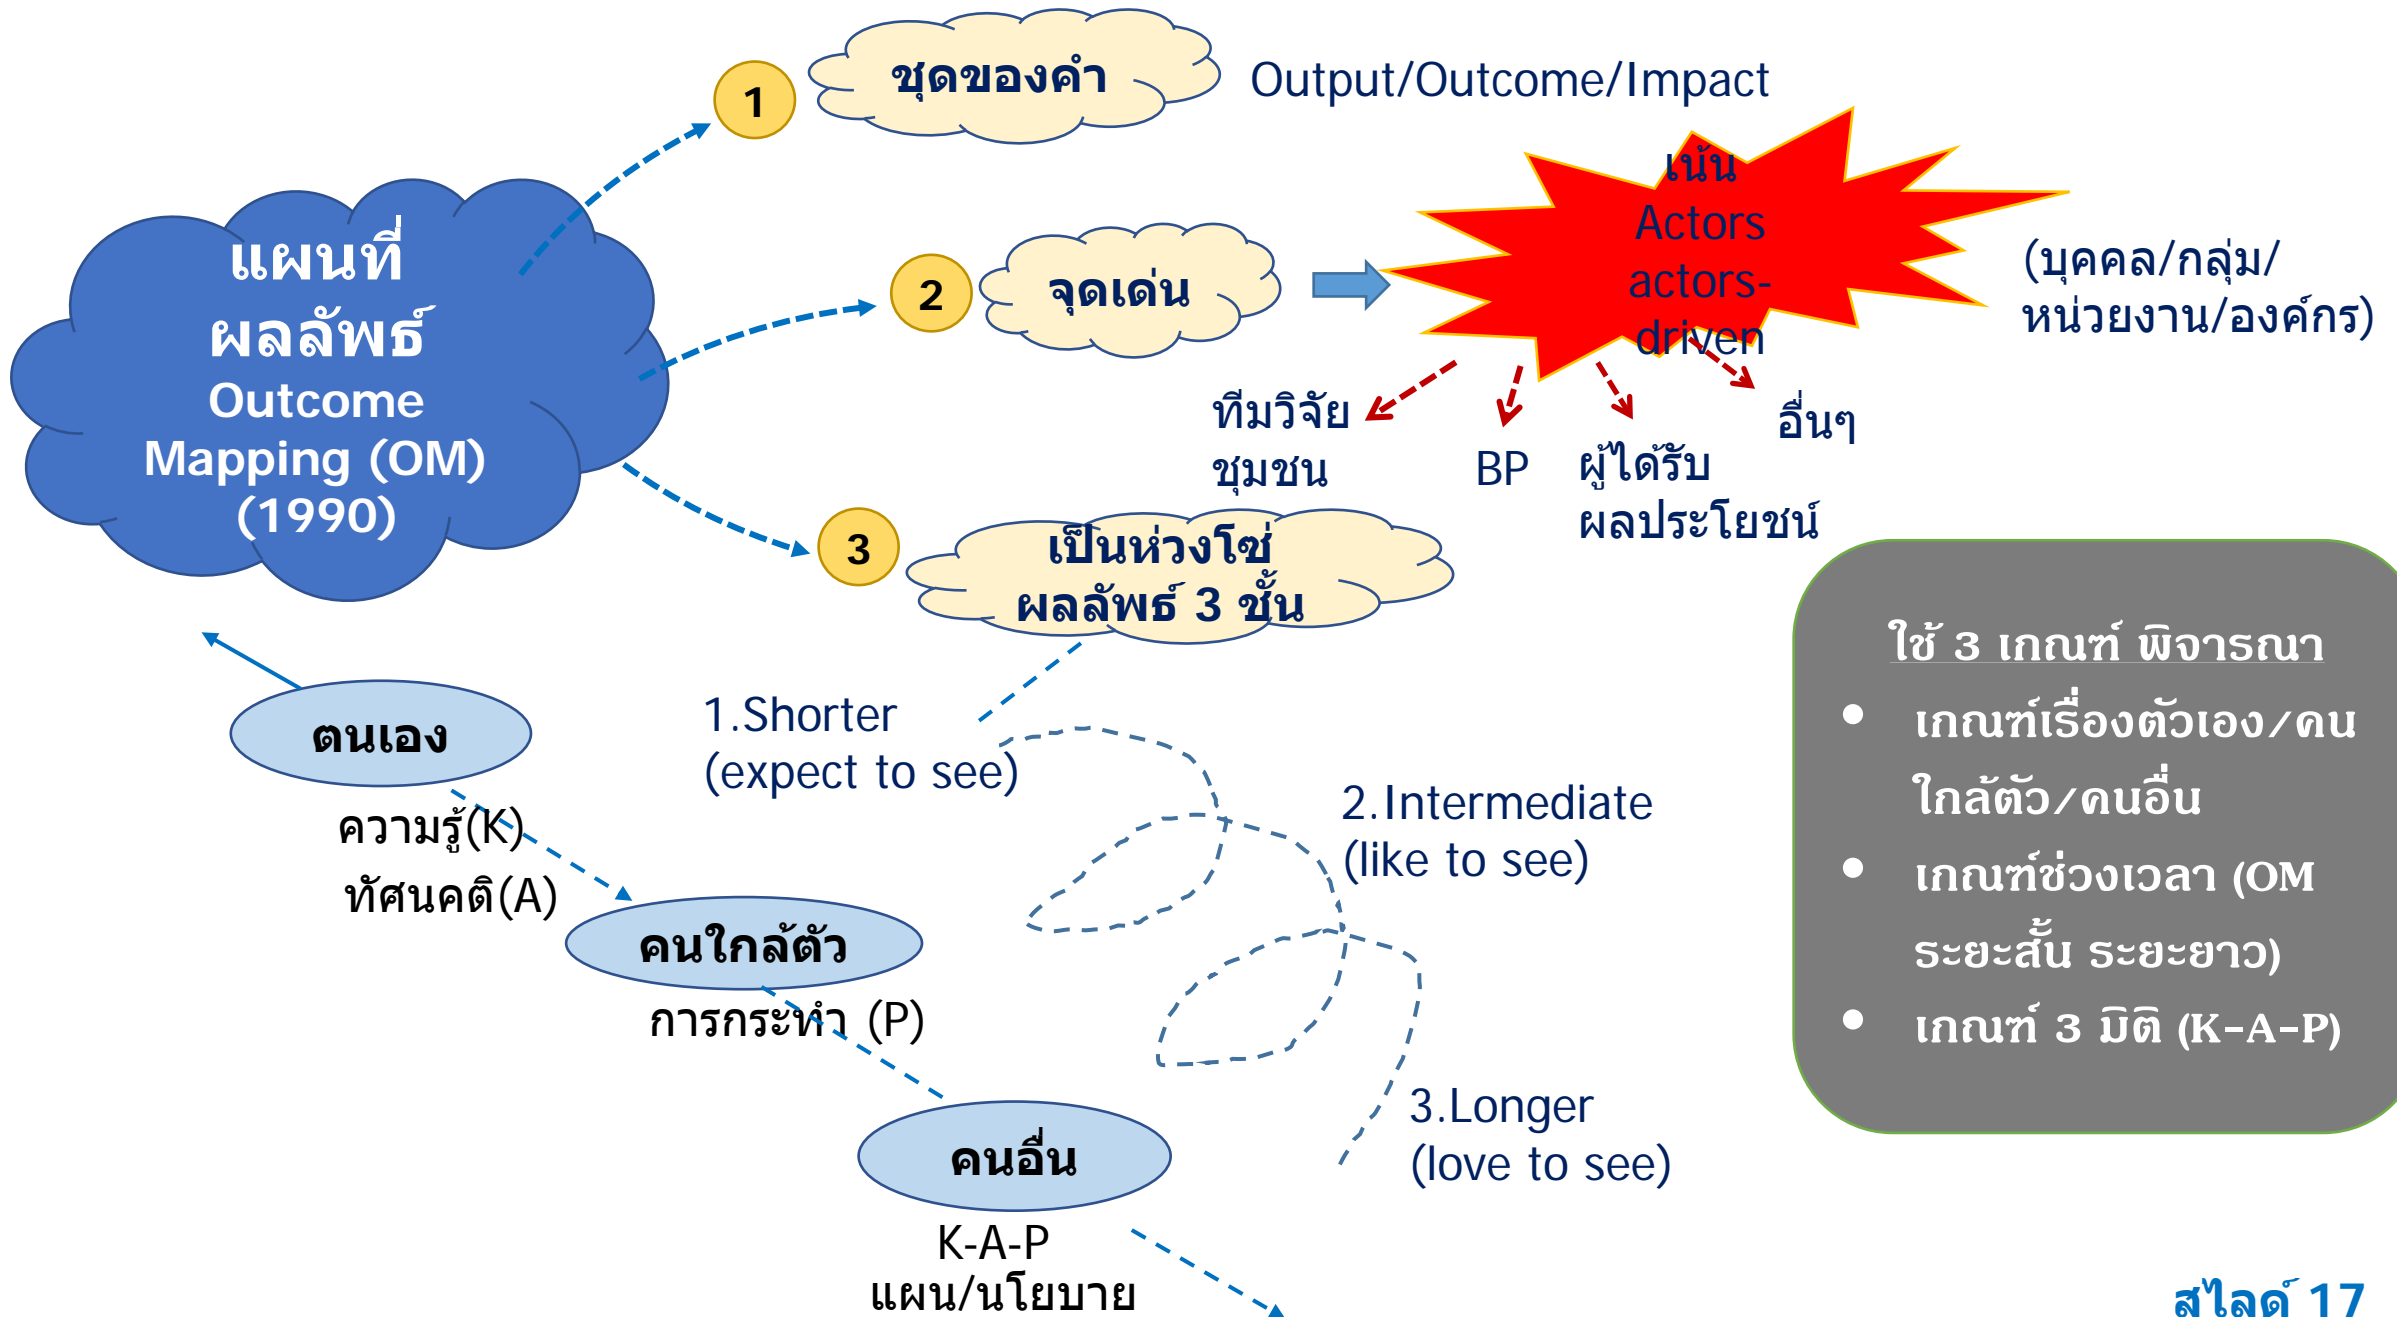 แผนที่
ผลลัพธ์
Outcome
Mapping (OM)
(1990)
1
ชุดของคำ
Output/Outcome/Impact
2
จุดเด่น
เน้น
Actors
actors-
driven
(บุคคล/กลุ่ม/
หน่วยงาน/องค์กร)
ทีมวิจัย
ชุมชน
BP
ผู้ได้รับ
ผลประโยชน์
อื่นๆ
3
เป็นห่วงโซ่
ผลลัพธ์ 3 ชั้น
1.Shorter
(expect to see)
2.Intermediate
(like to see)
3.Longer
(love to see)
ตนเอง
ความรู้(K)
ทัศนคติ(A)
คนใกล้ตัว
การกระทำ (P)
คนอื่น
K-A-P
แผน/นโยบาย
ใช้ 3 เกณฑ์ พิจารณา
• เกณฑ์เรื่องตัวเอง/คน
ใกล้ตัว/คนอื่น
• เกณฑ์ช่วงเวลา (OM
ระยะสั้น ระยะยาว)
• เกณฑ์ 3 มิติ (K-A-P)
สไลด์ 17